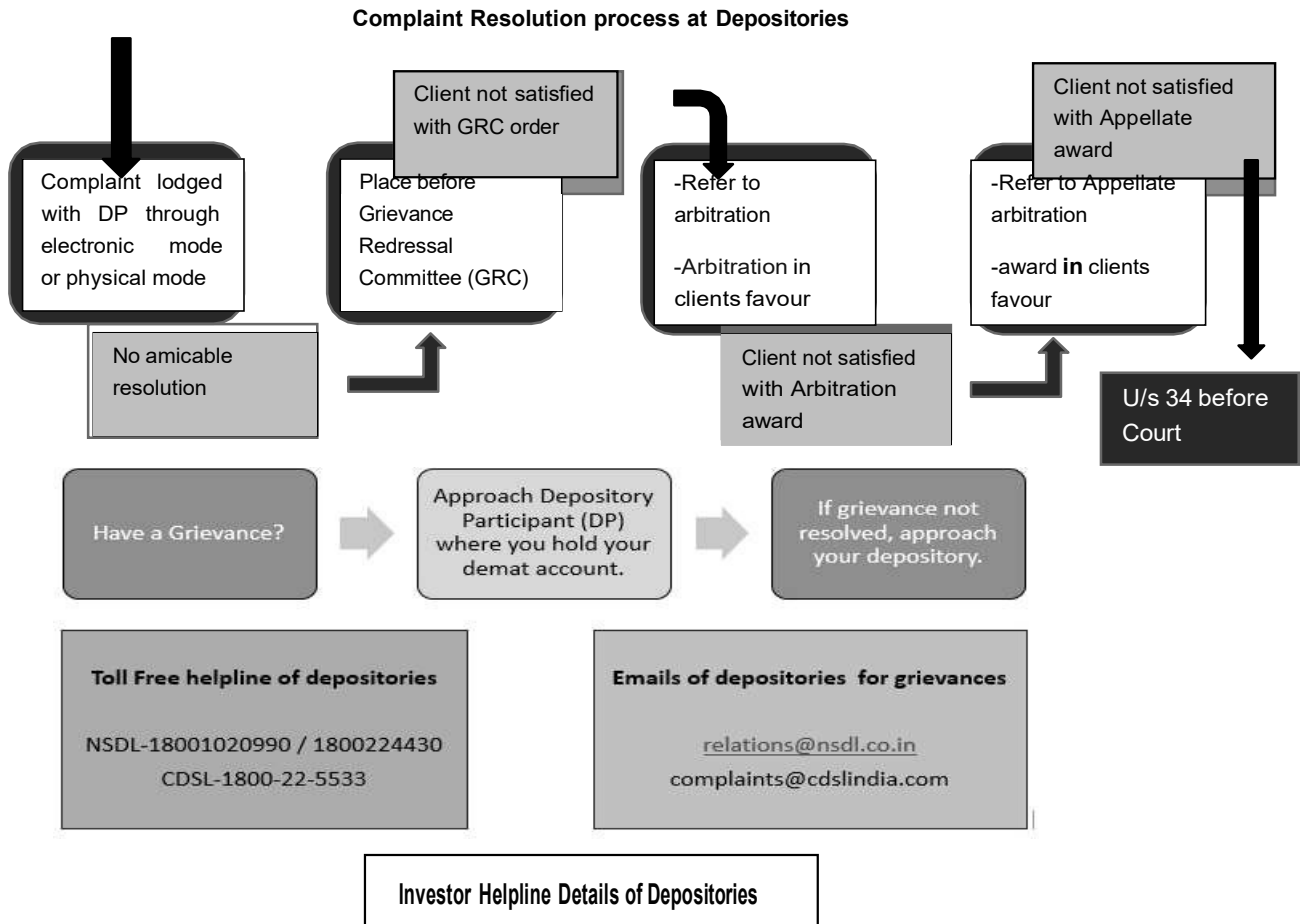 Complaint Resolution process at Depositories
Client not satisfied
with GRC order
Client not satisfied
with Appellate
award
Complaint lodged
with DP through
electronic mode
or physical mode
Place before
Grievance
Redressal
Committee (GRC)
-Refer to
arbitration
-Arbitration in
clients favour
-Refer to Appellate
arbitration
-award in clients
favour
No amicable
resolution
Client not satisfied
with Arbitration
award
U/s 34 before
Court
Have a Grievance?
Approach Depository
Participant (DP)
where you hold your
demat account.
If grievance not
resolved, approach
your depository.
Toll Free helpline of depositories
NSDL-18001020990 / 1800224430
CDSL-1800-22-5533
Emails of depositories for grievances
relations@nsdl.co.in
complaints@cdslindia.com
Investor Helpline Details of Depositories